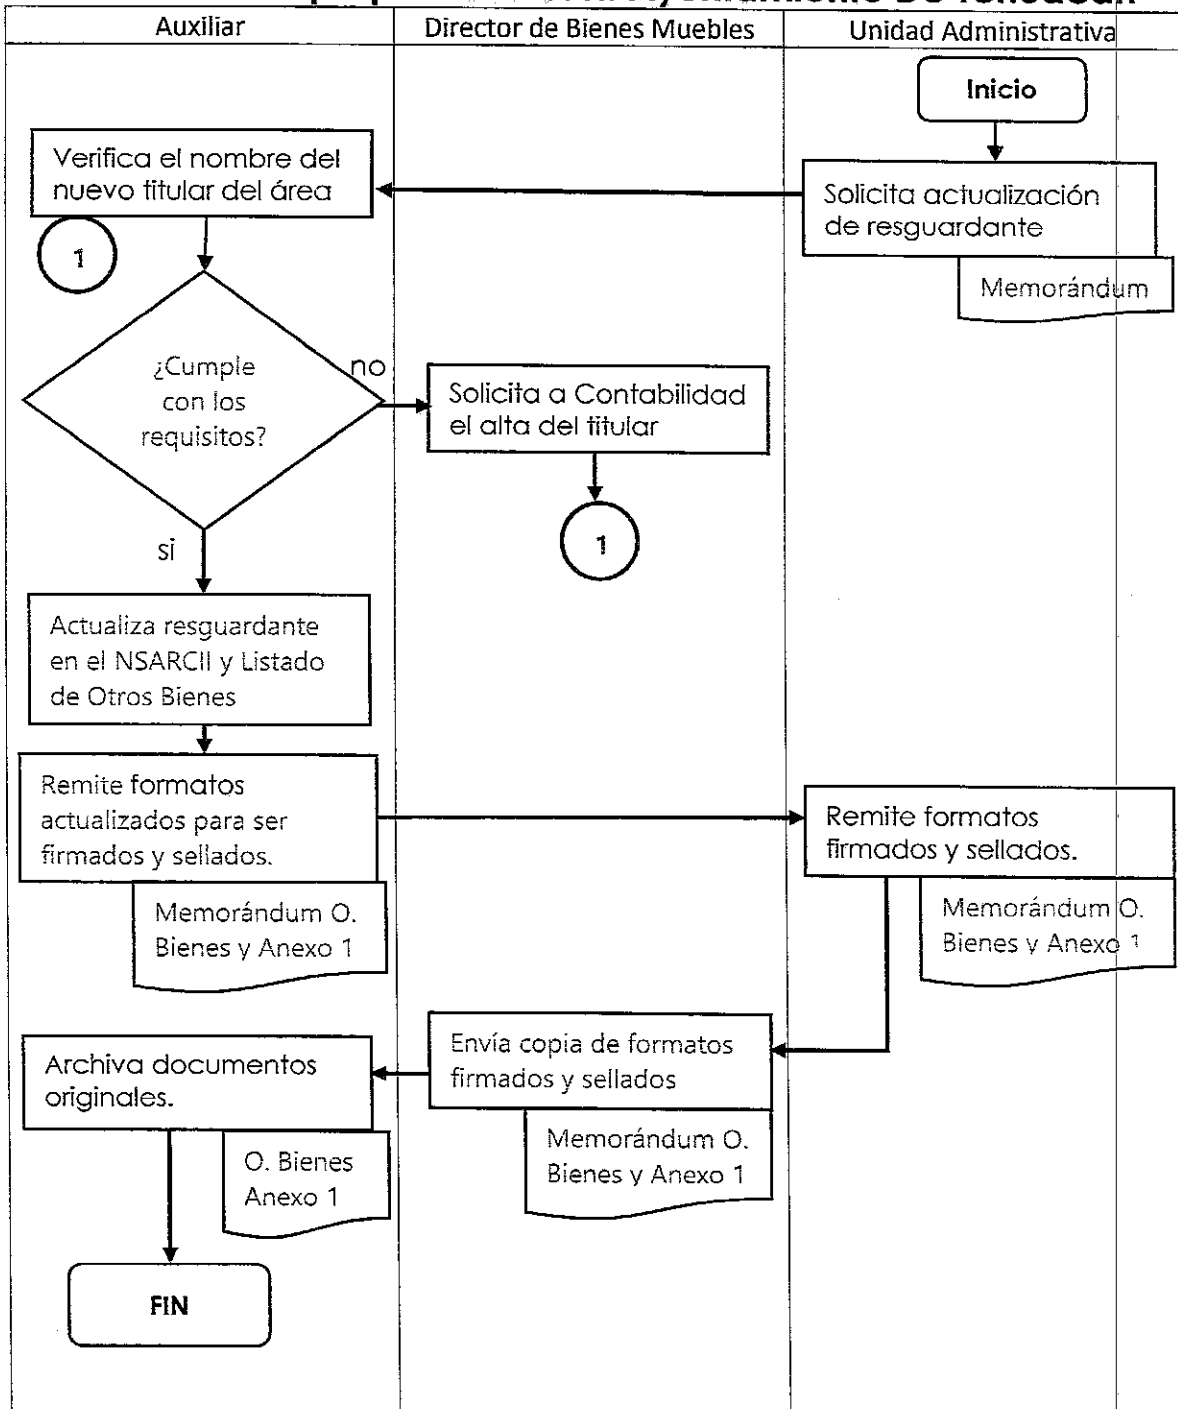 Auxiliar
Director de Bienes Muebles
Unidad Administrativa
Inicio
Solicita actualización
de resguardante
Memorándum
Verifica el nombre del
nuevo titular del área
1
¿Cumple
con los
requisitos?
no
Solicita a Contabilidad
el alta del titular
1
si
Actualiza resguardante
en el NSARCII y Listado
de Otros Bienes
Remite formatos
actualizados para ser
firmados y sellados.
Memorándum O.
Bienes y Anexo 1
Remite formatos
firmados y sellados.
Memorándum O.
Bienes y Anexo 1
Envía copia de formatos
firmados y sellados
Memorándum O.
Bienes y Anexo 1
Archiva documentos
originales.
O. Bienes
Anexo 1
FIN